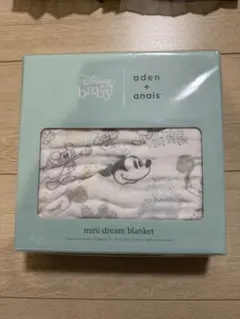 Disney
baby
aden +
anais
mini dream blanket